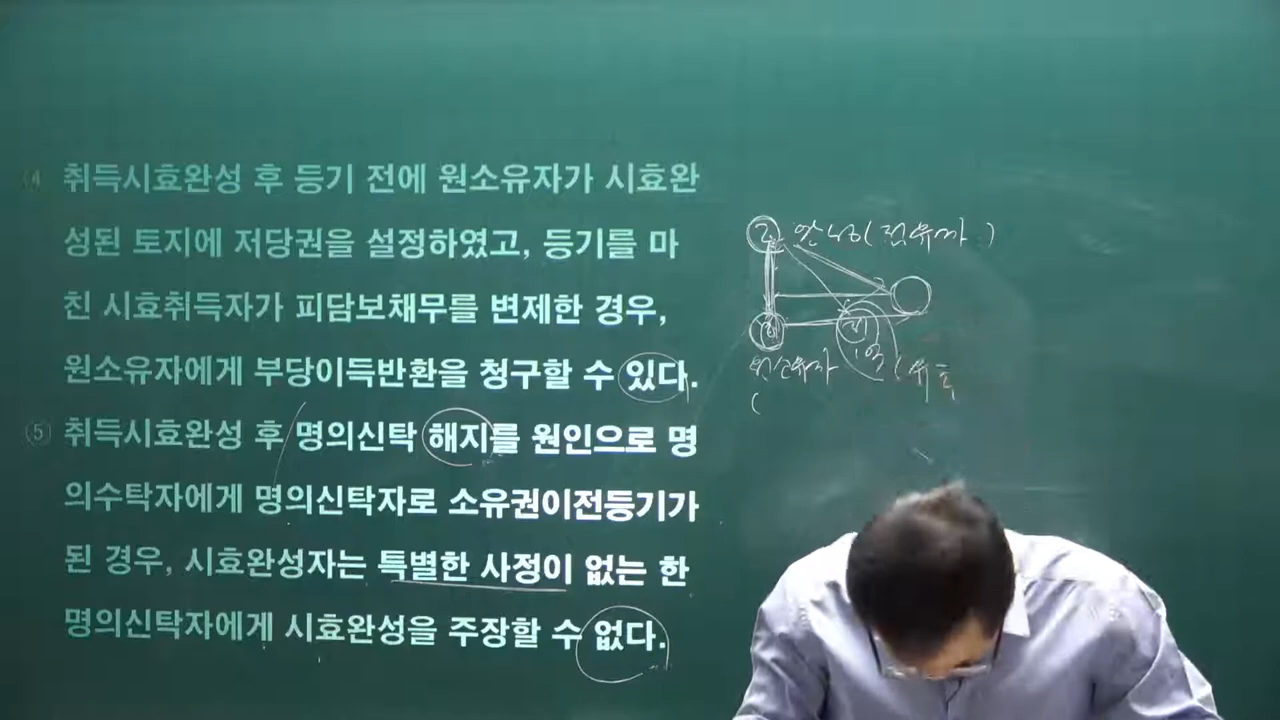 ④ 취득시효완성 후 등기 전에 원소유자가 시효완
성된 토지에 저당권을 설정하였고, 등기를 마
친 시효취득자가 피담보채무를 변제한 경우,
원소유자에게 부당이득반환을 청구할 수 있다.
⑤ 취득시효완성 후 명의신탁 해지를 원인으로 명
의수탁자에게 명의신탁자로 소유권이전등기가
된 경우, 시효완성자는 특별한 사정이 없는 한
명의신탁자에게 시효완성을 주장할 수 없다.
원소유자